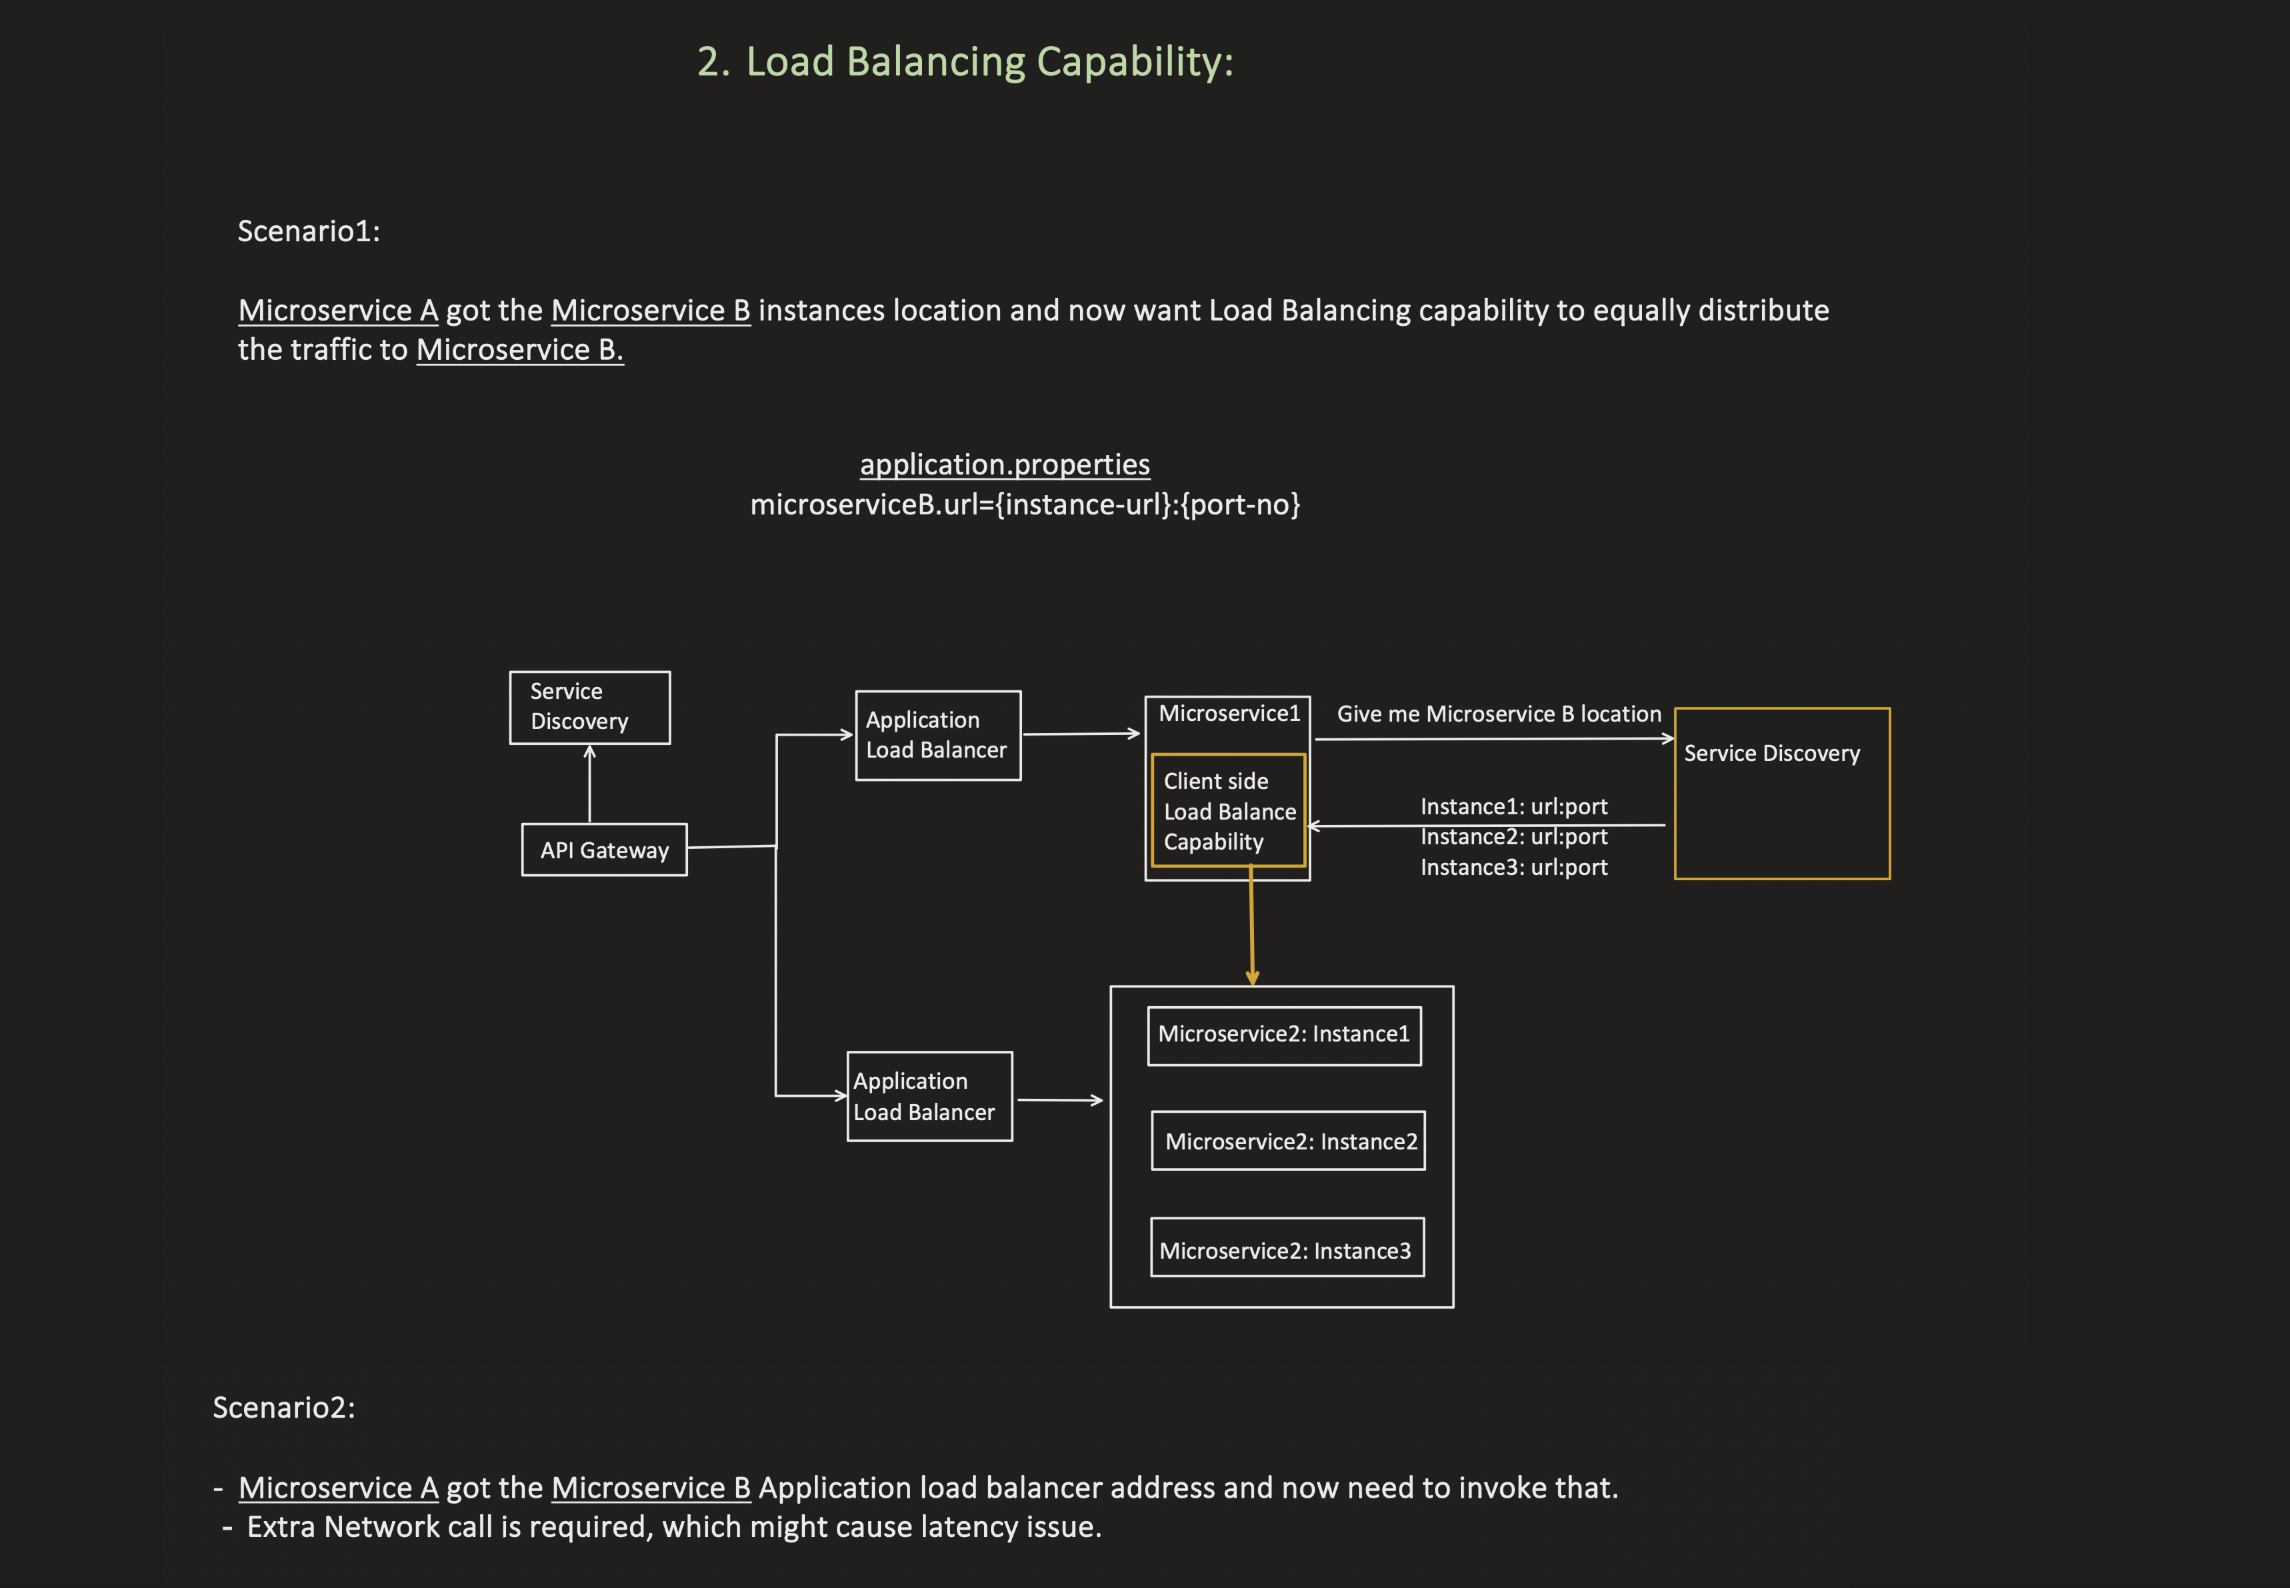 2. Load Balancing Capability:
Scenario1:
Microservice A got the Microservice B instances location and now want Load Balancing capability to equally distribute
the traffic to Microservice B.
application.properties
microserviceB.url={instance-url}:{port-no}
Service
Discovery
API Gateway
Application
Load Balancer
Microservice1
Client side
Load Balance
Capability
Give me Microservice B location
Service Discovery
Instance1: url:port
Instance2: url:port
Instance3: url:port
Application
Load Balancer
Microservice2: Instance1
Microservice2: Instance2
Microservice2: Instance3
Scenario2:
- Microservice A got the Microservice B Application load balancer address and now need to invoke that.
- Extra Network call is required, which might cause latency issue.